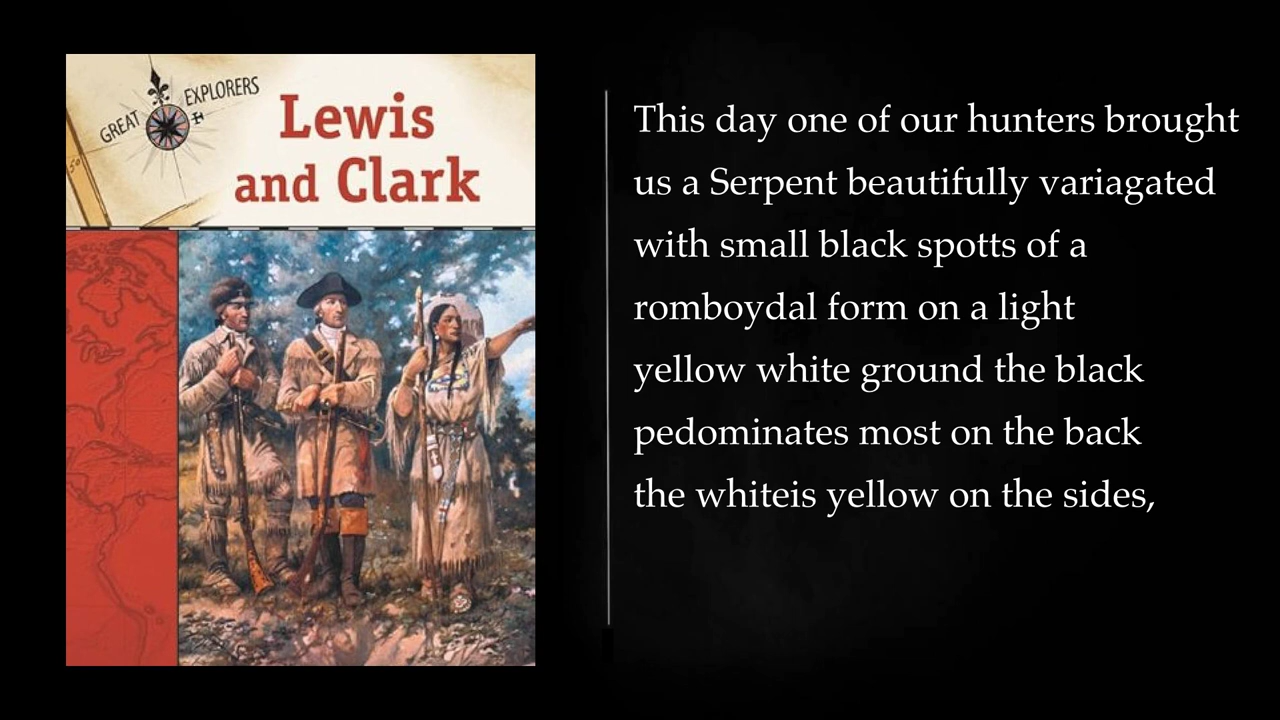 GREAT EXPLORERS
Lewis
and Clark
50
This day one of our hunters brought
us a Serpent beautifully variagated
with small black spotts of a
romboydal form on a light
yellow white ground the black
pedominates most on the back
the whiteis yellow on the sides,